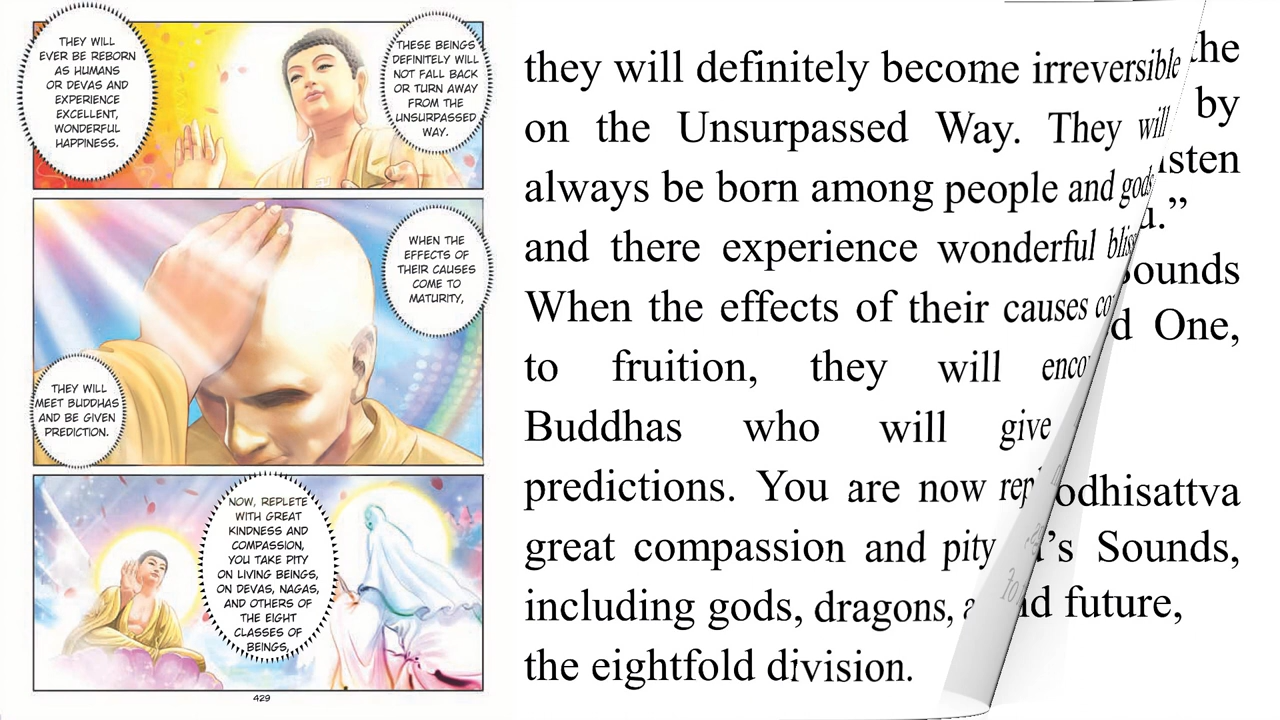 THEY WILL
EVER BE REBORN
AS HUMANS
OR DEVAS AND
EXPERIENCE
EXCELLENT,
WONDERFUL
HAPPINESS.
THESE BEINGS
DEFINITELY WILL
NOT FALL BACK
OR TURN AWAY
FROM THE
UNSURPASSED
WAY.
WHEN THE
EFFECTS OF
THEIR CAUSES
COME TO
MATURITY,
THEY WILL
MEET BUDDHAS
AND BE GIVEN
PREDICTION.
NOW, REPLETE
WITH GREAT
KINDNESS AND
COMPASSION,
YOU TAKE PITY
ON LIVING BEINGS,
ON DEVAS, NAGAS,
AND OTHERS OF
THE EIGHT
CLASSES OF
BEINGS,
429
they will definitely become irreversible
on the Unsurpassed Way. They will
always be born among people and gods
and there experience wonderful
When the effects of their causes
to fruition, they will
Buddhas who will give
predictions. You are now
great compassion and pity
including gods, dragons,
the eightfold division.
the
by
One,
Sounds,
future,